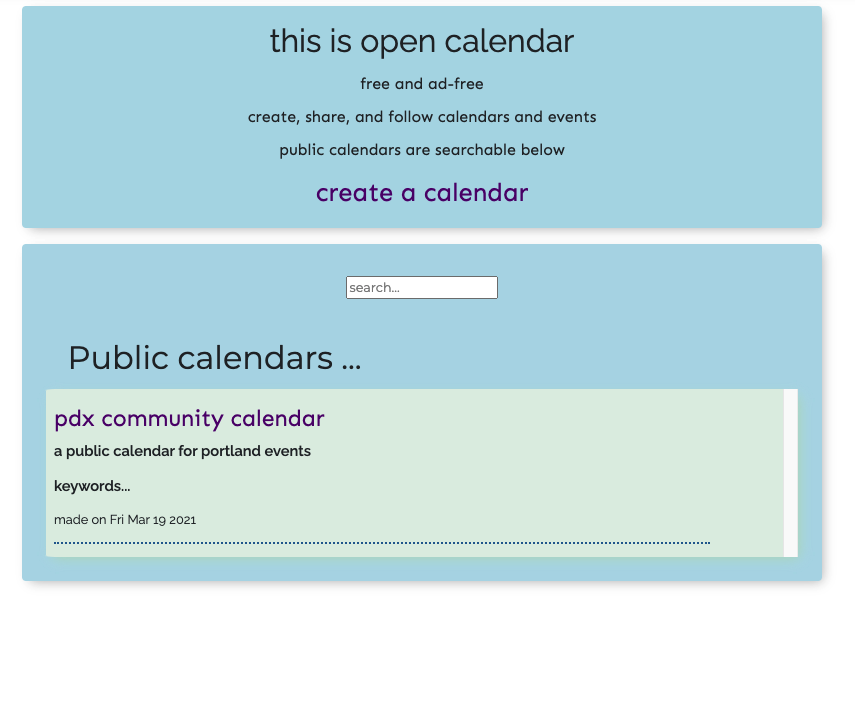 this is open calendar
free and ad-free
create, share, and follow calendars and events
public calendars are searchable below
create a calendar
search...
Public calendars ...
pdx community calendar
a public calendar for portland events
keywords...
made on Fri Mar 19 2021